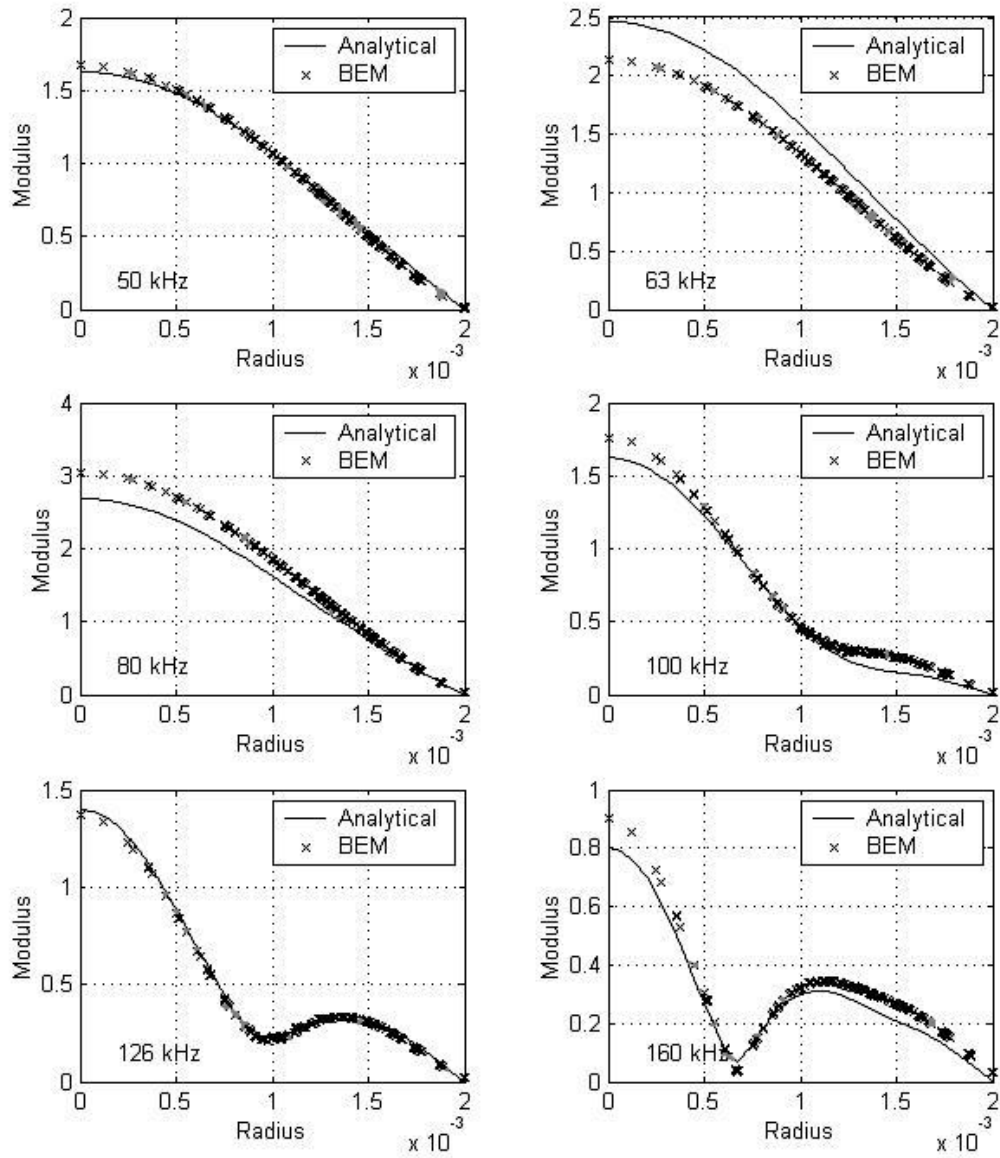 2
1.5
1
0.5
0
Modulus
Analytical
BEM
50 kHz
0 0.5 1 1.5 2
Radius
x 10^-3
2.5
2
1.5
1
0.5
0
Modulus
Analytical
BEM
63 kHz
0 0.5 1 1.5 2
Radius
x 10^-3
4
3
2
1
0
Modulus
Analytical
BEM
80 kHz
0 0.5 1 1.5 2
Radius
x 10^-3
2
1.5
1
0.5
0
Modulus
Analytical
BEM
100 kHz
0 0.5 1 1.5 2
Radius
x 10^-3
1.5
1
0.5
0
Modulus
Analytical
BEM
126 kHz
0 0.5 1 1.5 2
Radius
x 10^-3
1
0.8
0.6
0.4
0.2
0
Modulus
Analytical
BEM
160 kHz
0 0.5 1 1.5 2
Radius
x 10^-3